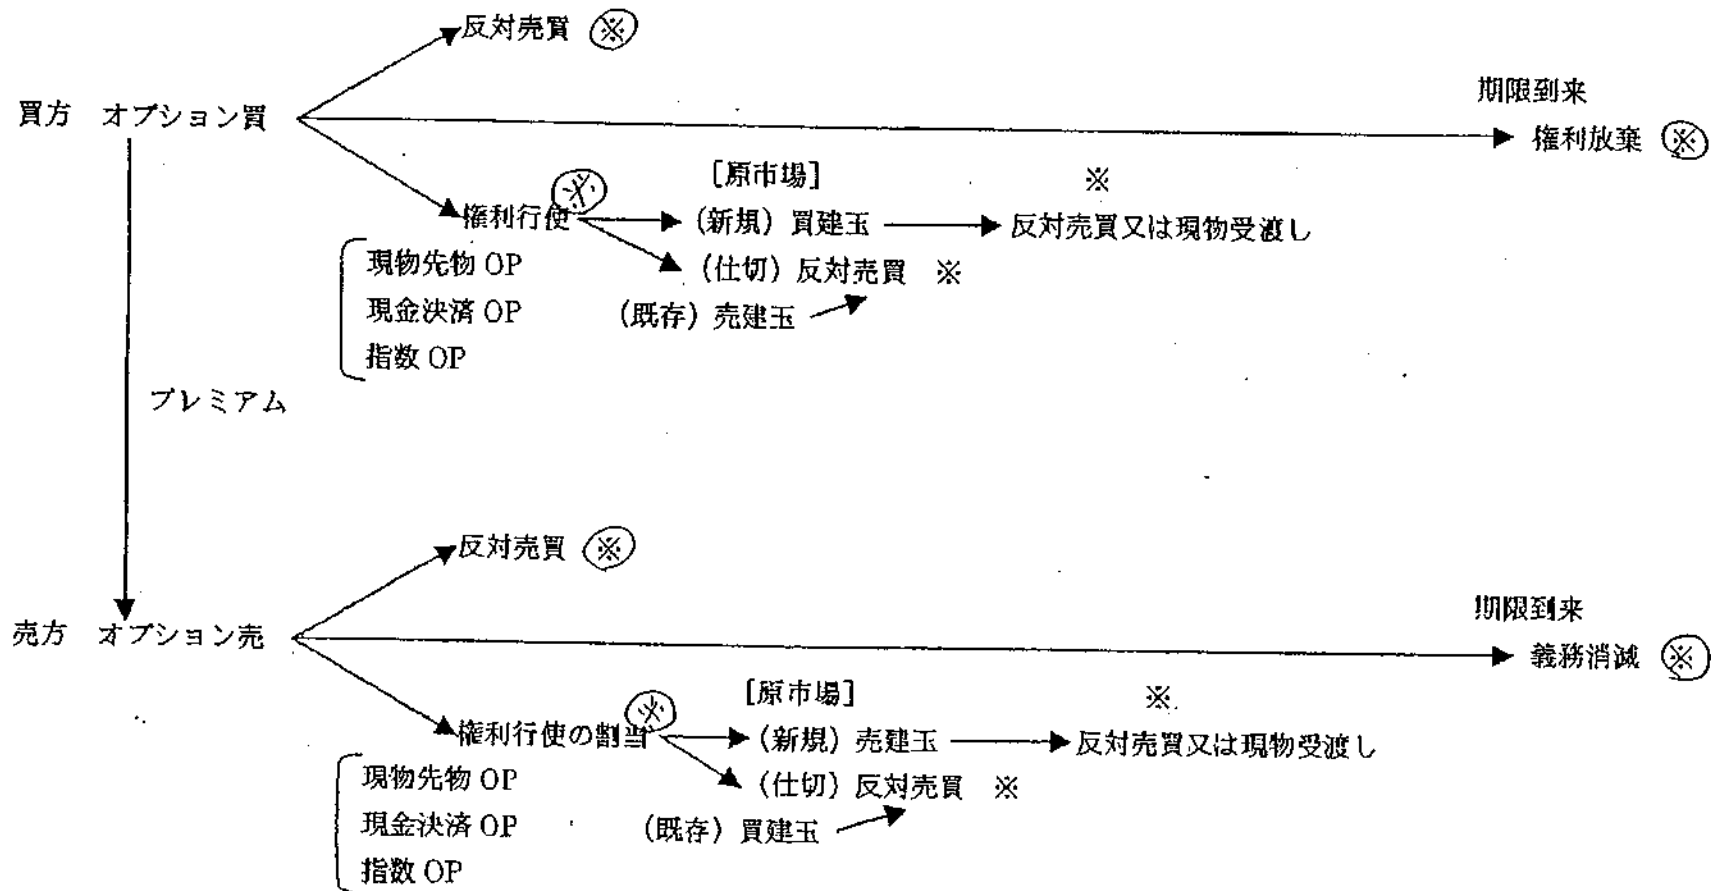 反対売買 ※
期限到来
買方 オプション買
権利放棄 ※
[原市場] ※
権利行使 ※ (新規) 買建玉 反対売買又は現物受渡し
現物先物 OP (仕切) 反対売買 ※
現金決済 OP (既存) 売建玉
指数 OP
プレミアム
反対売買 ※
期限到来
売方 オプション売
義務消滅 ※
[原市場] ※
権利行使の割当 ※ (新規) 売建玉 反対売買又は現物受渡し
現物先物 OP (仕切) 反対売買 ※
現金決済 OP (既存) 買建玉
指数 OP